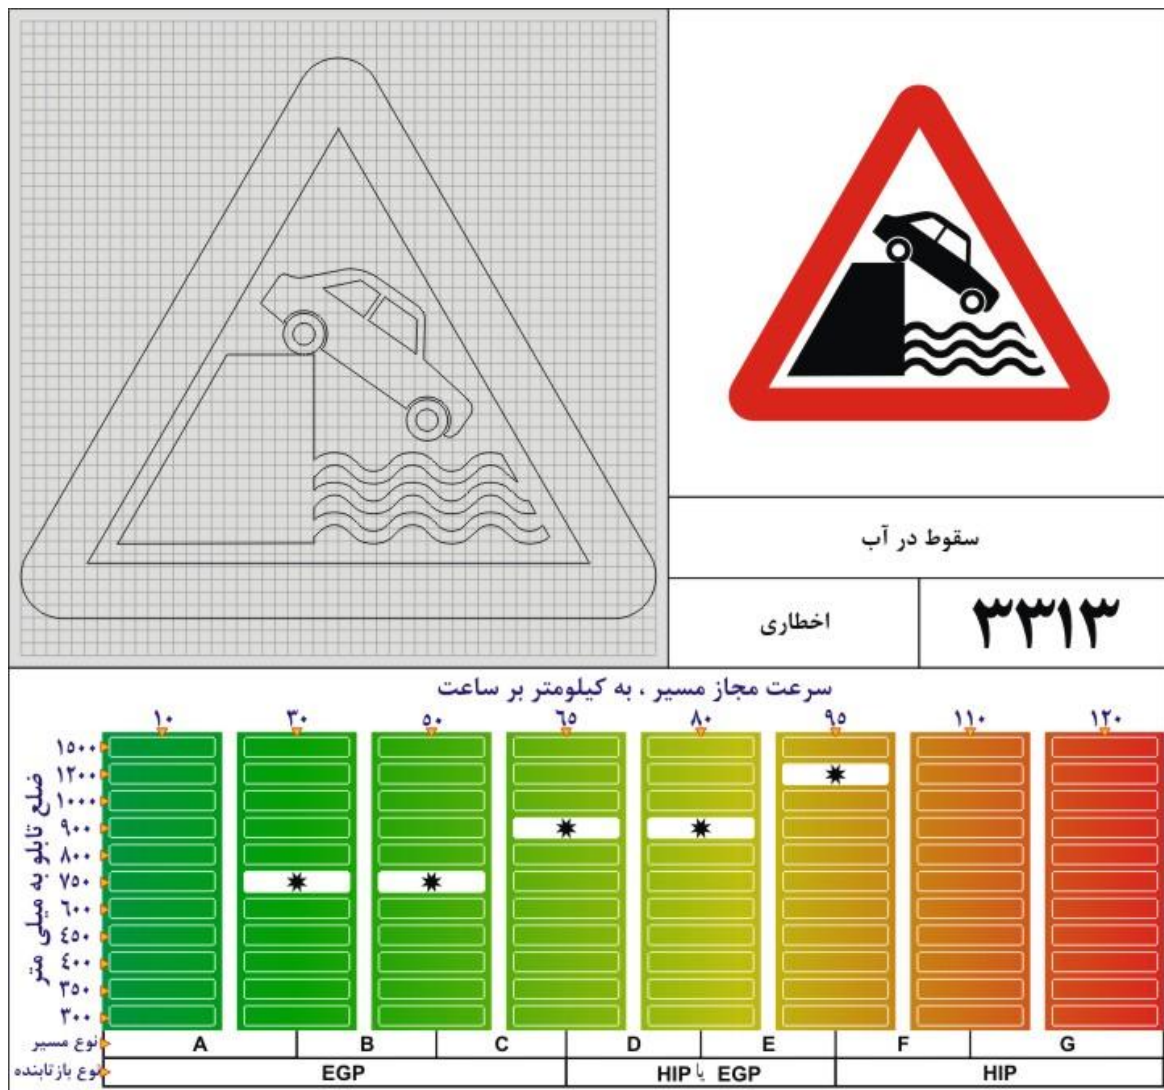 سقوط در آب
اخطاری
۳۳۱۳
سرعت مجاز مسیر ، به کیلومتر بر ساعت
۱۰ ۳۰ ۵۰ ۶۵ ۸۰ ۹۵ ۱۱۰ ۱۲۰
ضلع تابلو به میلی متر
۱۵۰۰
۱۲۰۰
۱۰۰۰
۹۰۰
۸۰۰
۷۵۰
۶۰۰
۴۵۰
۴۰۰
۳۵۰
۳۰۰
نوع مسیر A B C D E F G
نوع بازتابنده EGP HIP یا EGP HIP